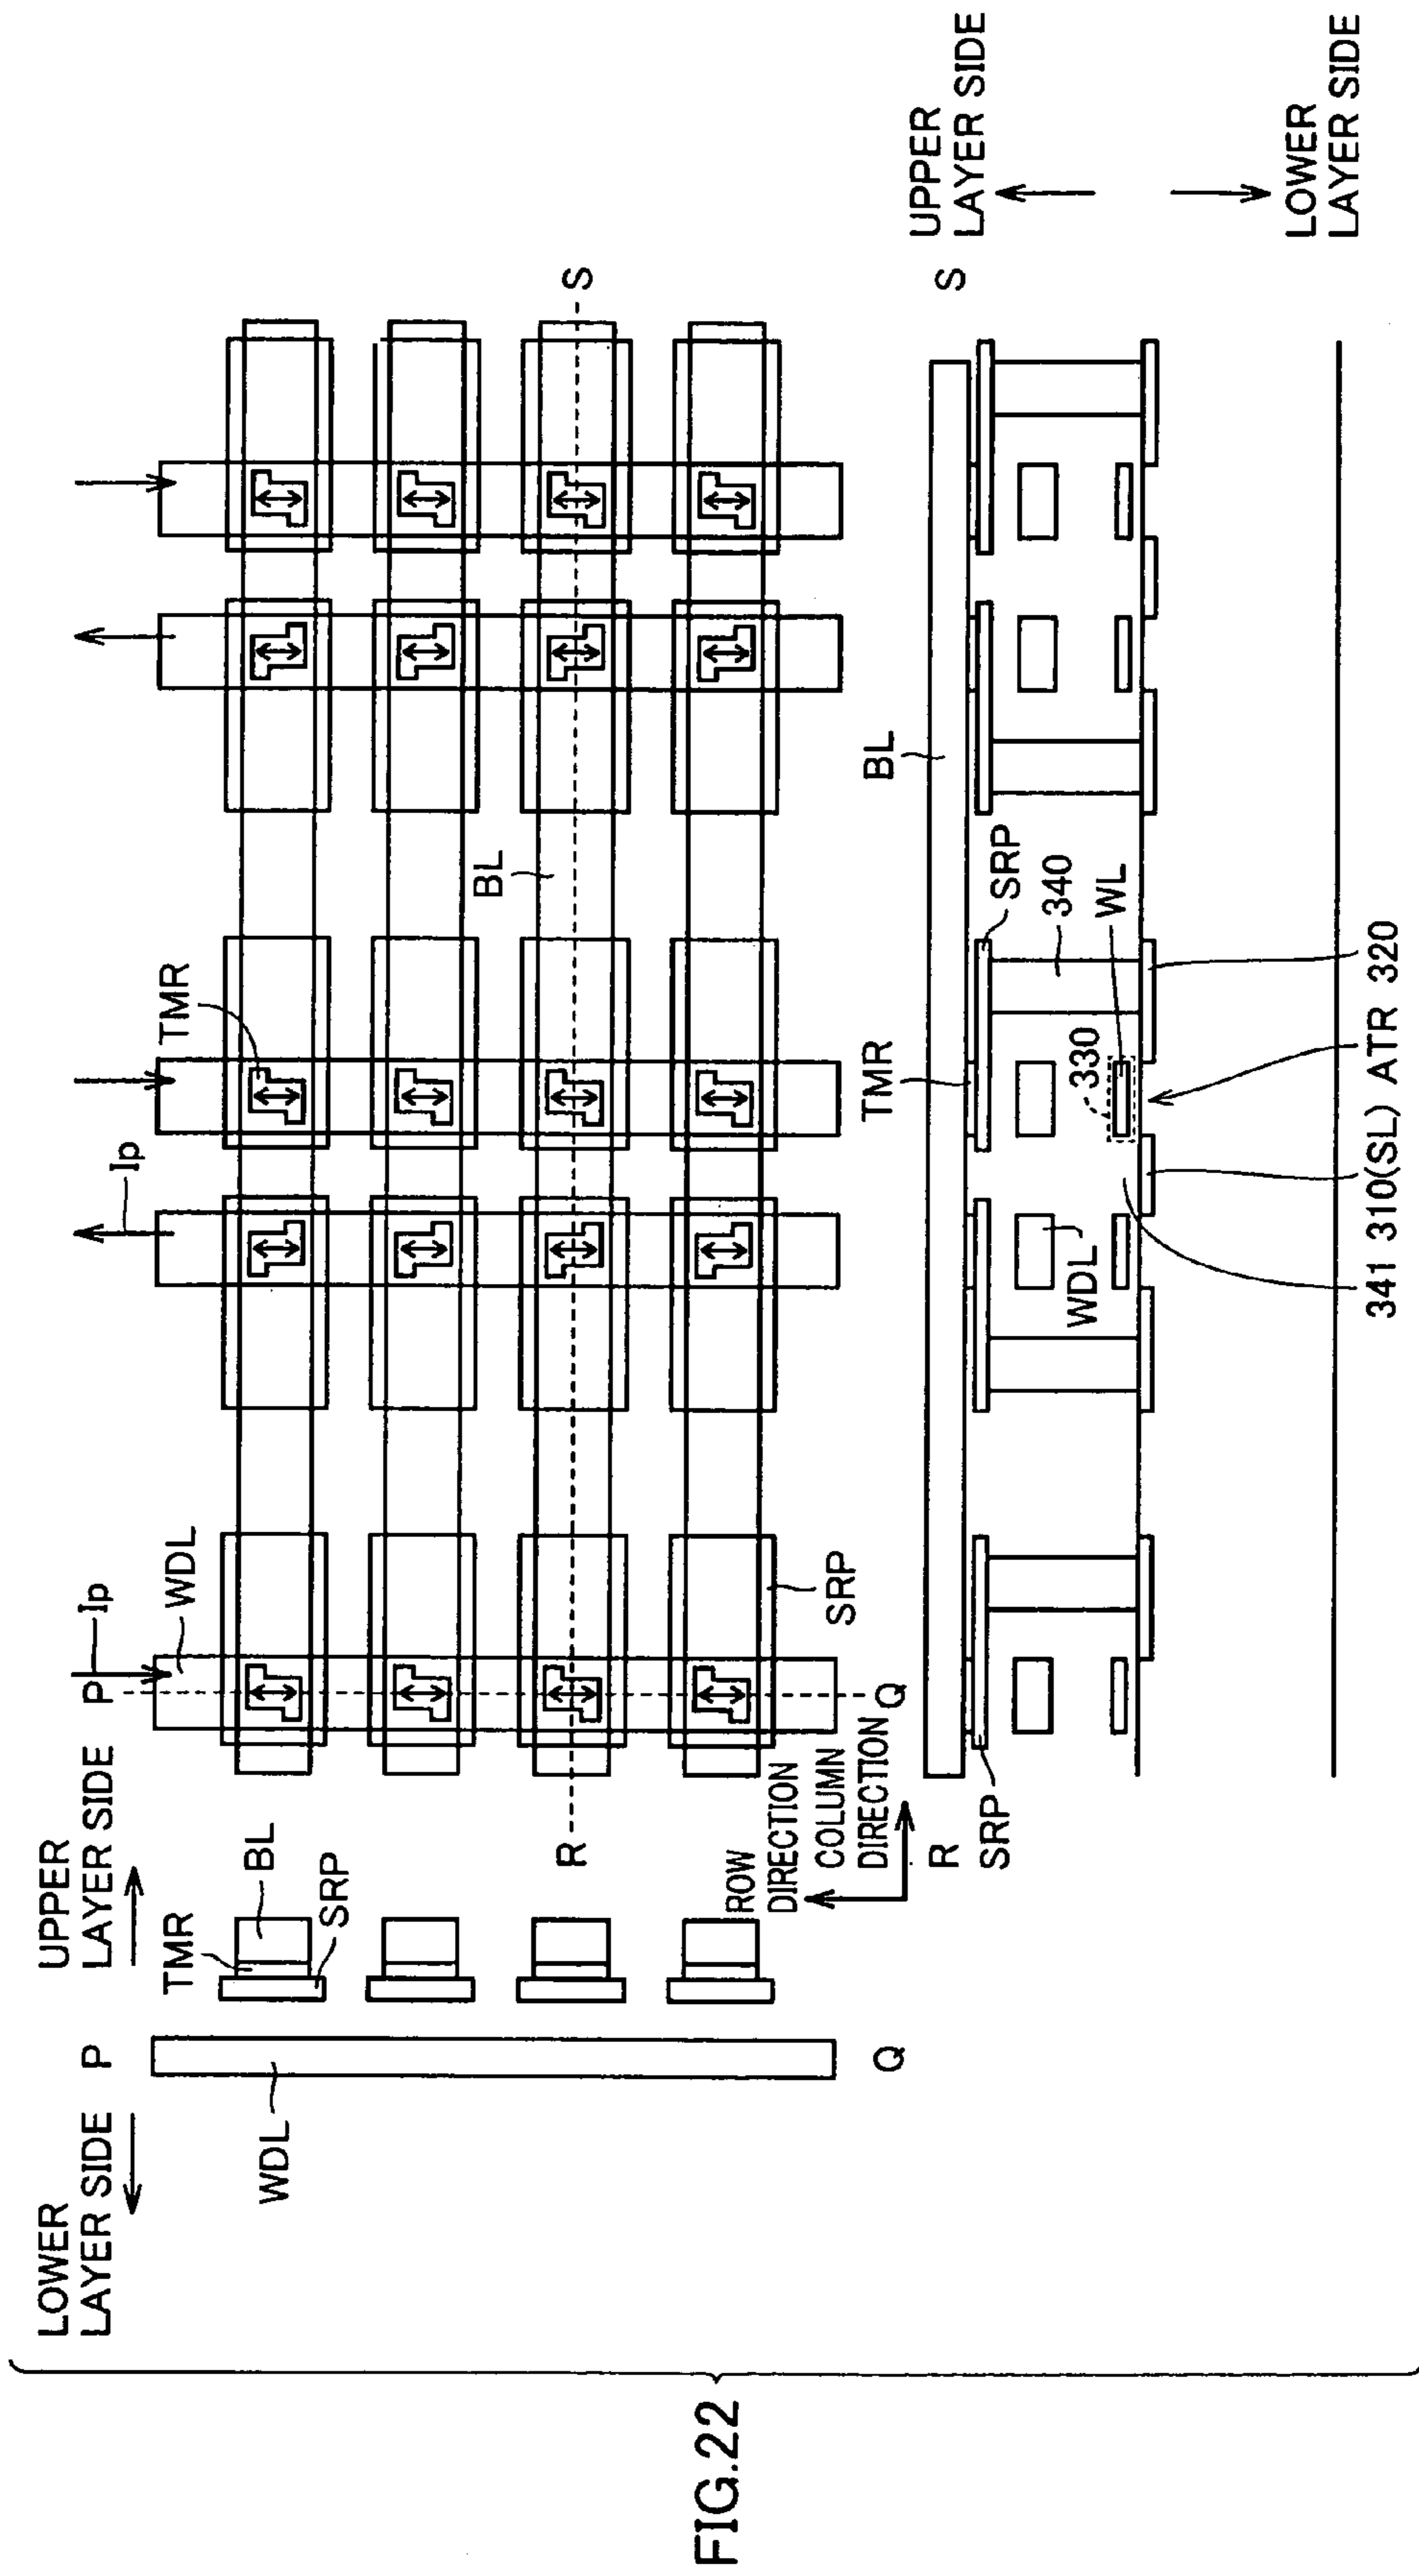 FIG.22
LOWER
LAYER SIDE
UPPER
LAYER SIDE
P
P
Ip
WDL
Ip
TMR
WDL
TMR
BL
SRP
Q
R
BL
S
SRP
Q
ROW
DIRECTION
COLUMN
DIRECTION
R
SRP
TMR
SRP
BL
S
WDL
330
340
WL
341
310(SL)
ATR
320
UPPER
LAYER SIDE
LOWER
LAYER SIDE